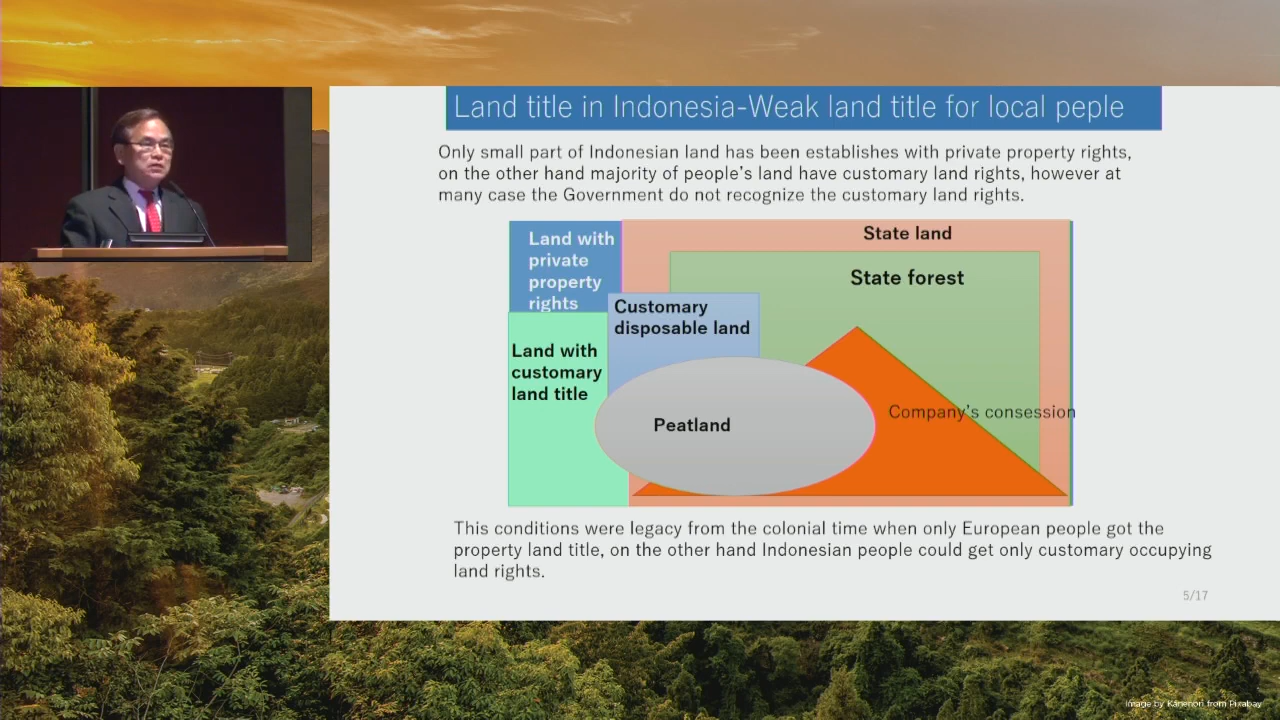 Land title in Indonesia-Weak land title for local peple
Only small part of Indonesian land has been establishes with private property rights,
on the other hand majority of people's land have customary land rights, however at
many case the Government do not recognize the customary land rights.
Land with
private
property
rights
State land
State forest
Customary
disposable land
Land with
customary
land title
Company's consession
Peatland
This conditions were legacy from the colonial time when only European people got the
property land title, on the other hand Indonesian people could get only customary occupying
land rights.
5/17
Image by Kanenori from Pixabay